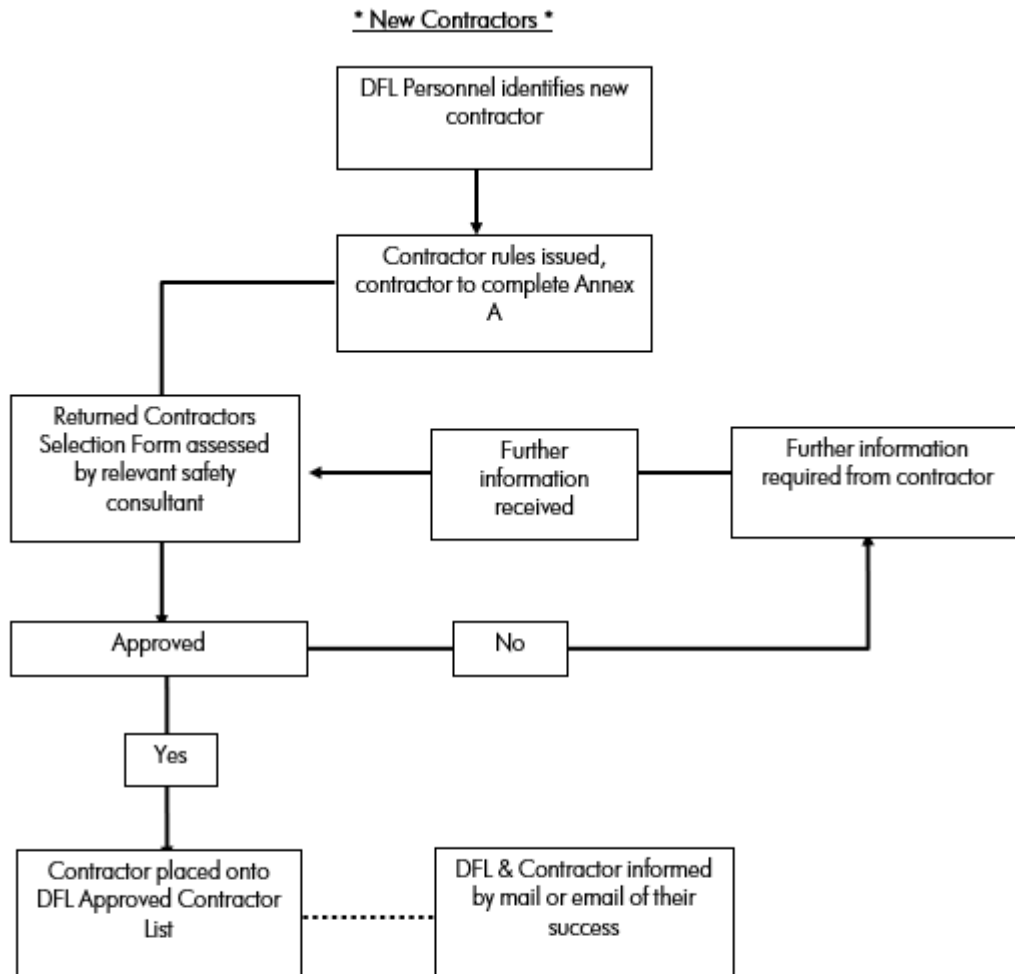 * New Contractors *
DFL Personnel identifies new
contractor
Contractor rules issued,
contractor to complete Annex
A
Returned Contractors
Selection Form assessed
by relevant safety
consultant
Further
information
received
Further information
required from contractor
Approved
No
Yes
Contractor placed onto
DFL Approved Contractor
List
DFL & Contractor informed
by mail or email of their
success